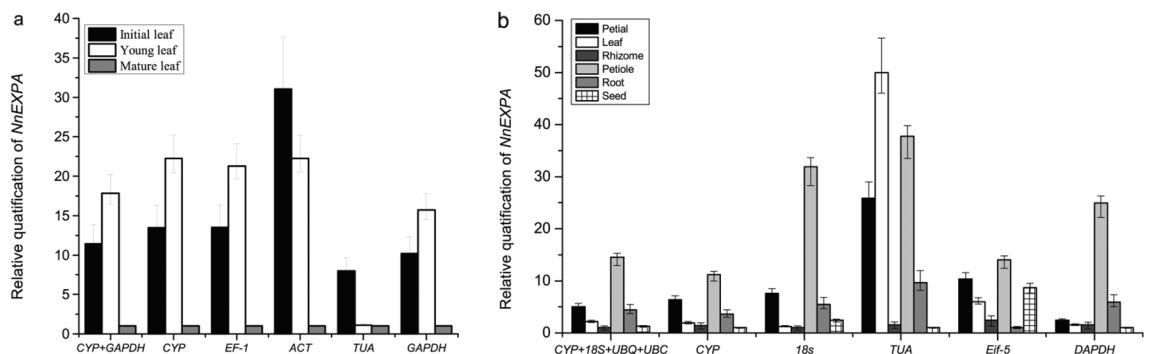 a
Relative quatification of NnEXPA
40
35
30
25
20
15
10
5
0
Initial leaf
Young leaf
Mature leaf
CYP+GAPDH
CYP
EF-1
ACT
TUA
GAPDH
b
Relative quatification of NnEXPA
60
50
40
30
20
10
0
Petial
Leaf
Rhizome
Petiole
Root
Seed
CYP+18S+UBQ+UBC
CYP
18s
TUA
Eif-5
DAPDH